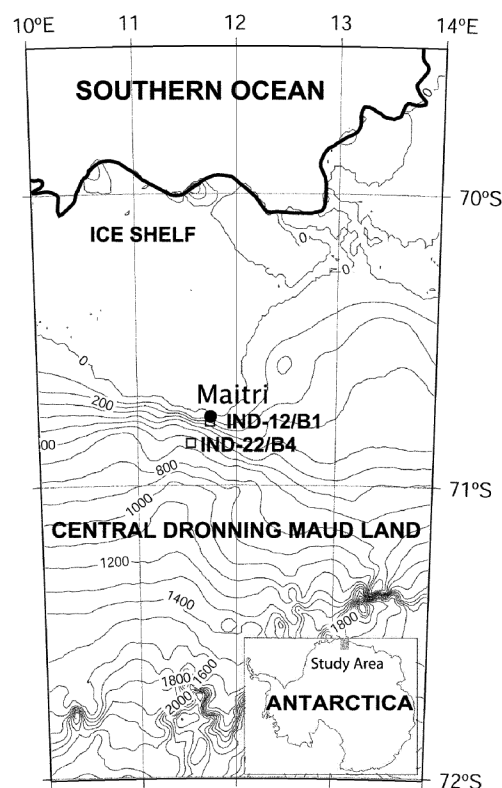 10°E 11 12 13 14°E
SOUTHERN OCEAN
0
70°S
ICE SHELF
0
0
0
Maitri
200
IND-12/B1
IND-22/B4
800
71°S
1000
CENTRAL DRONNING MAUD LAND
1200
1400
1800
Study Area
1800
1600
2000
ANTARCTICA
72°S